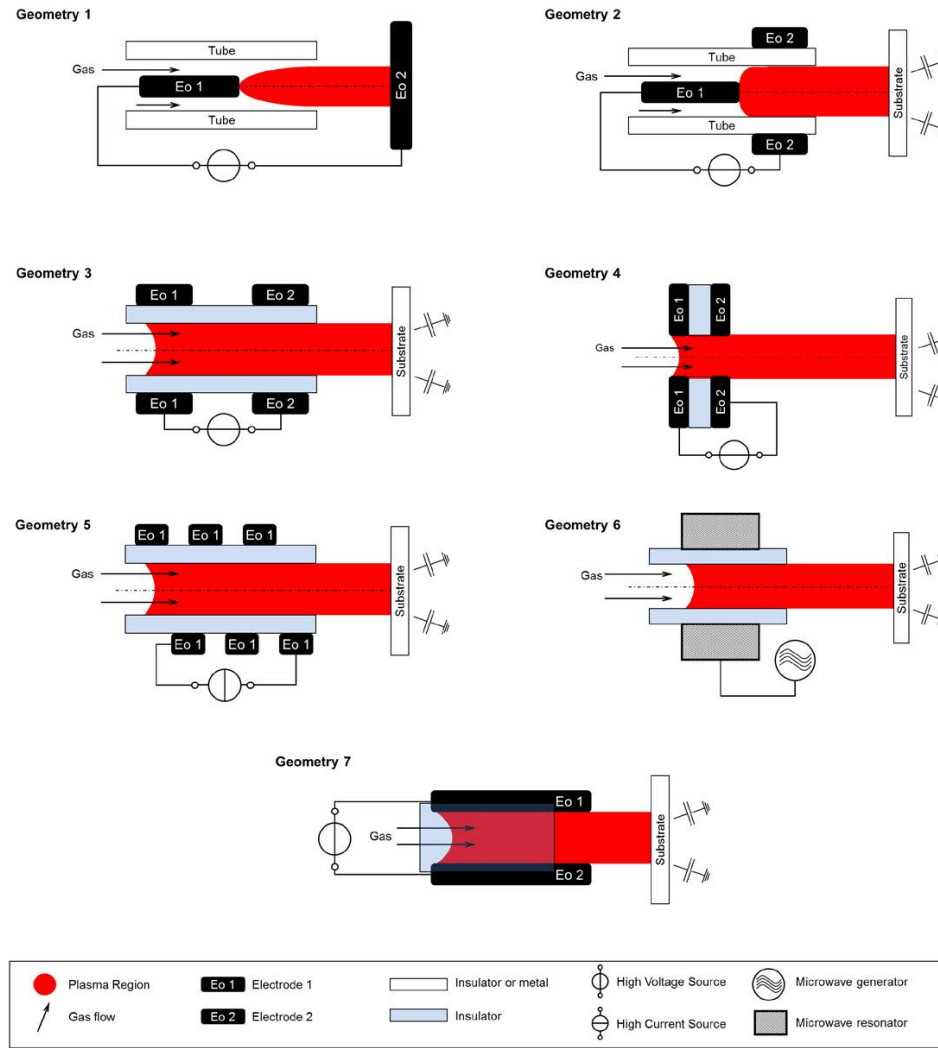 Geometry 1
Tube
Gas
Eo 1
Eo 2
Tube
Geometry 2
Eo 2
Tube
Gas
Eo 1
Tube
Eo 2
Substrate
Geometry 3
Eo 1 Eo 2
Gas
Eo 1 Eo 2
Substrate
Geometry 4
Eo 1 Eo 2
Gas
Eo 1 Eo 2
Substrate
Geometry 5
Eo 1 Eo 1 Eo 1
Gas
Eo 1 Eo 1 Eo 1
Substrate
Geometry 6
Gas
Substrate
Geometry 7
Eo 1
Gas
Eo 2
Substrate
Plasma Region
Eo 1 Electrode 1
Insulator or metal
High Voltage Source
Microwave generator
Gas flow
Eo 2 Electrode 2
Insulator
High Current Source
Microwave resonator